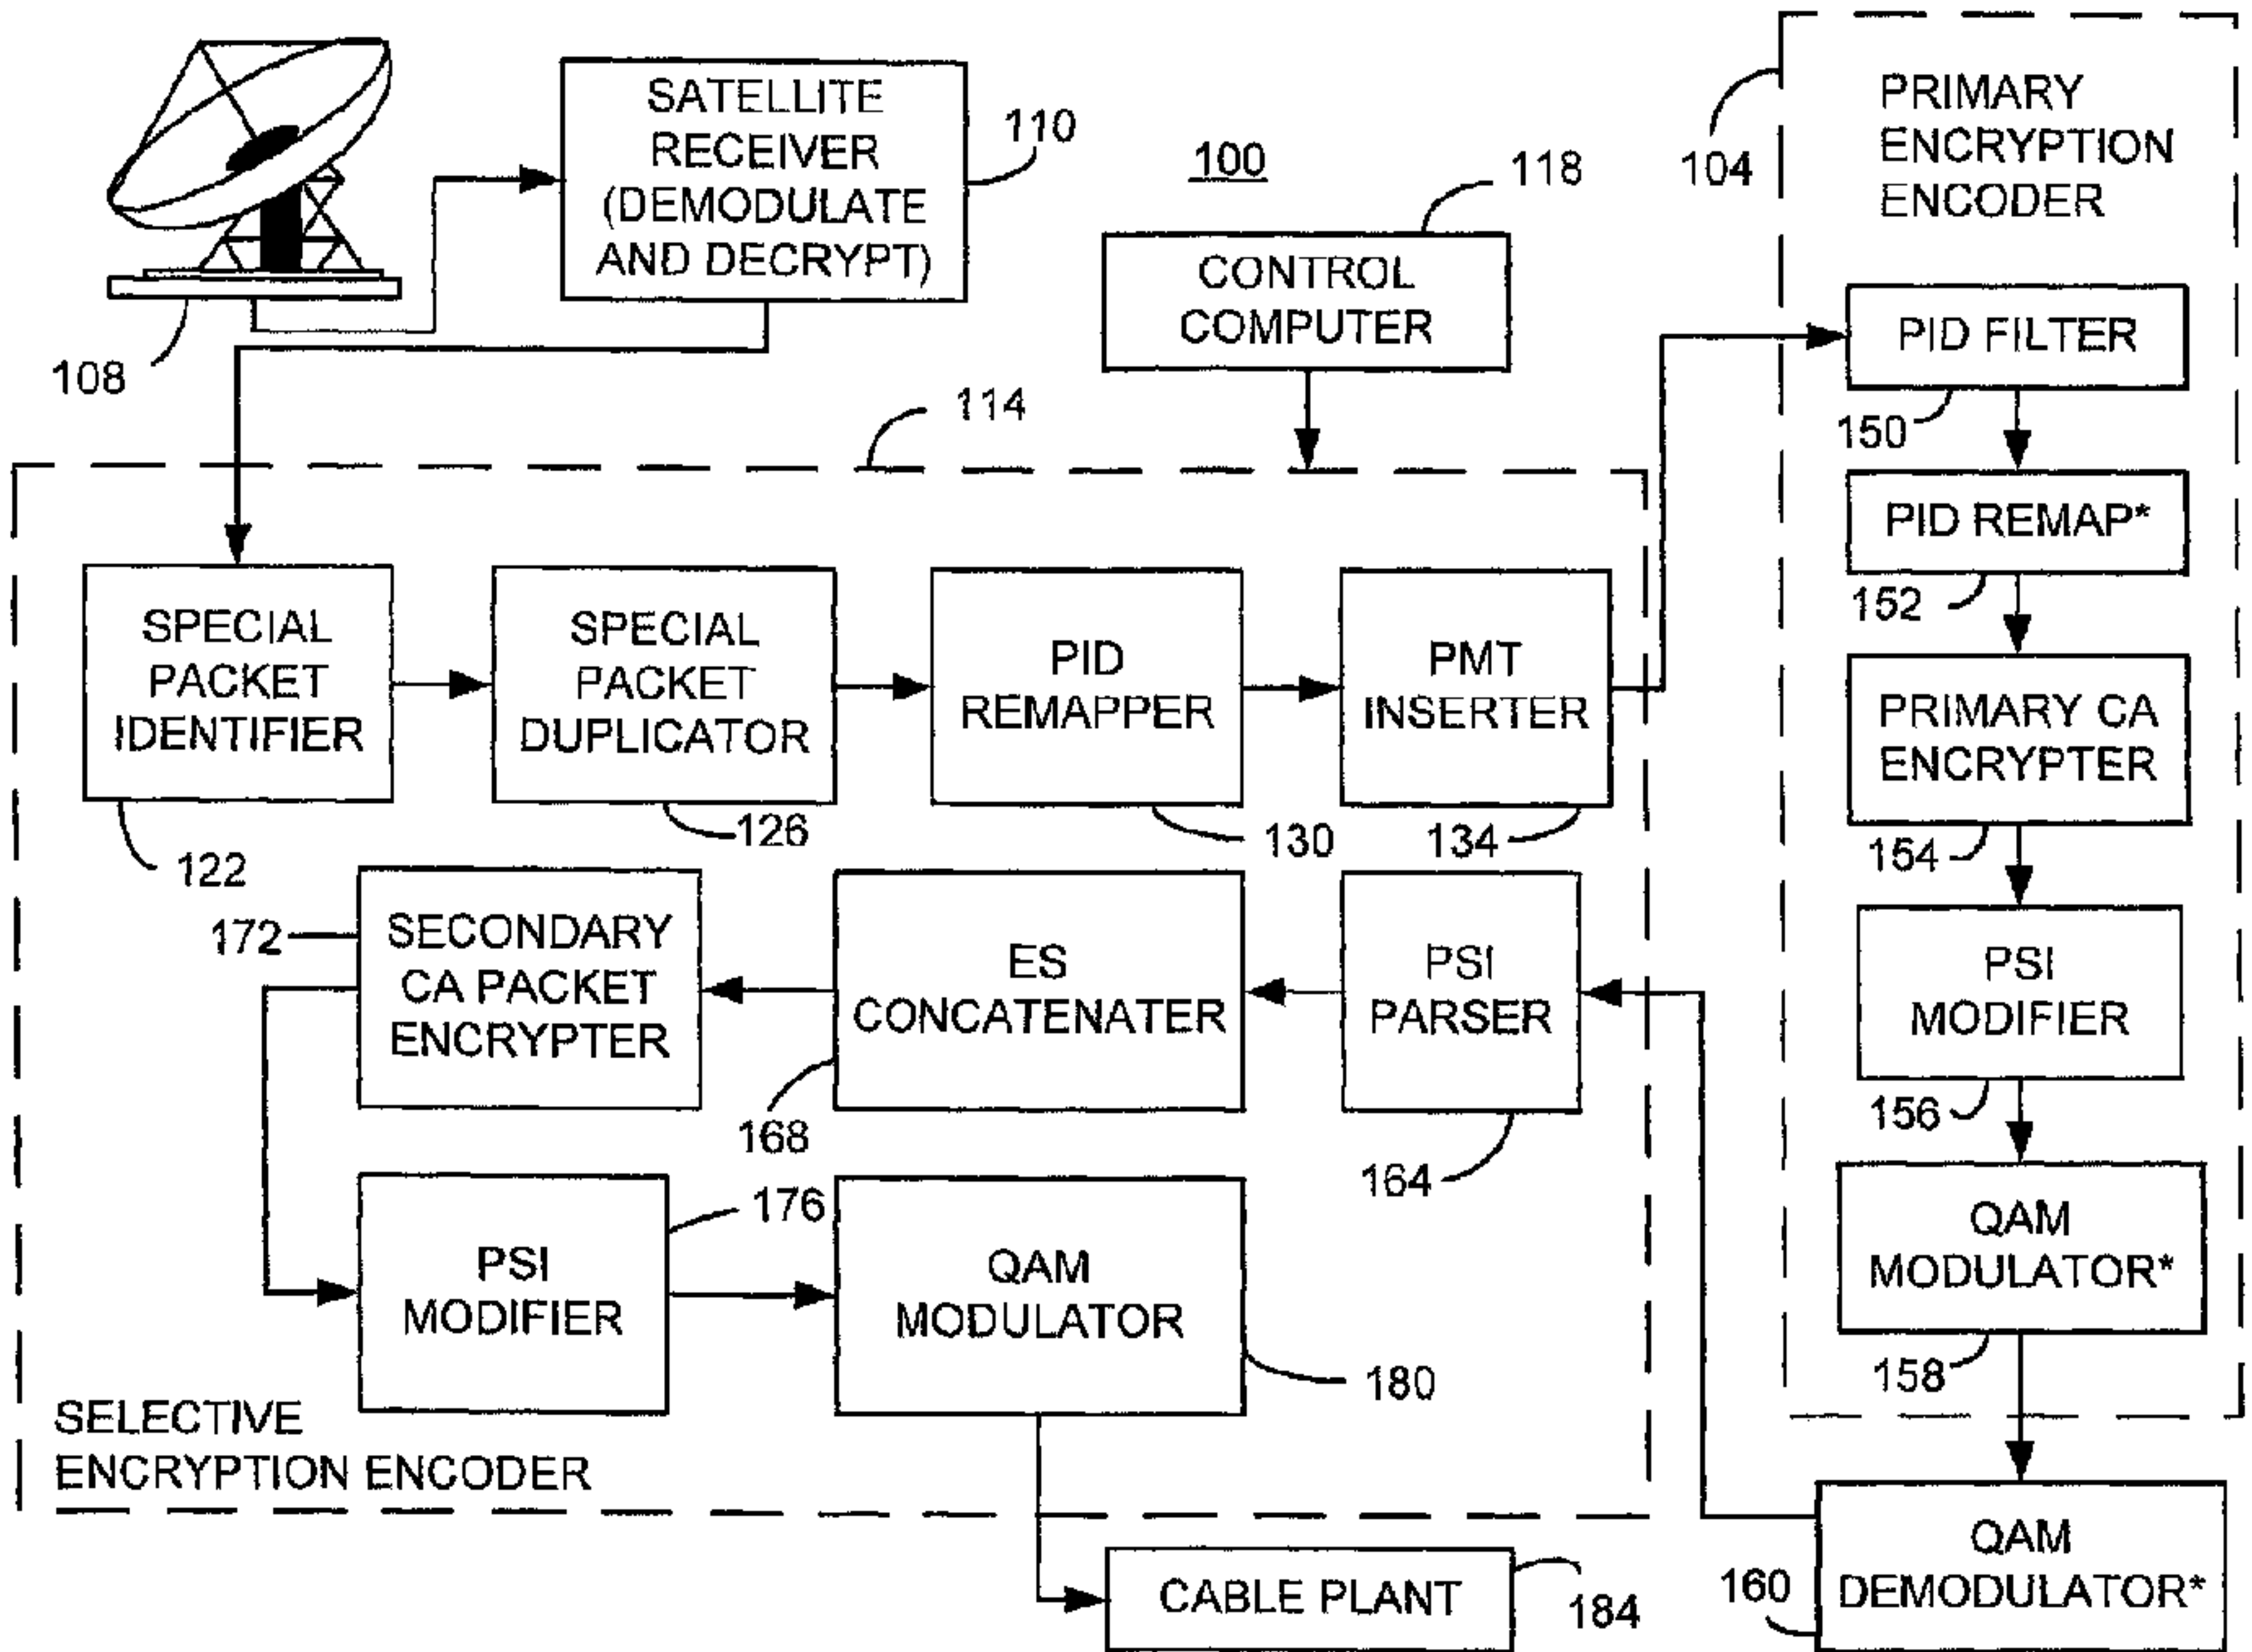 SATELLITE
RECEIVER
(DEMODULATE
AND DECRYPT)
110
100
118
104
PRIMARY
ENCRYPTION
ENCODER
CONTROL
COMPUTER
108
114
PID FILTER
150
PID REMAP*
152
SPECIAL
PACKET
IDENTIFIER
122
SPECIAL
PACKET
DUPLICATOR
126
PID
REMAPPER
130
PMT
INSERTER
134
PRIMARY CA
ENCRYPTER
154
172
SECONDARY
CA PACKET
ENCRYPTER
ES
CONCATENATER
168
PSI
PARSER
164
PSI
MODIFIER
156
PSI
MODIFIER
176
QAM
MODULATOR
180
QAM
MODULATOR*
158
SELECTIVE
ENCRYPTION ENCODER
CABLE PLANT
184
160
QAM
DEMODULATOR*